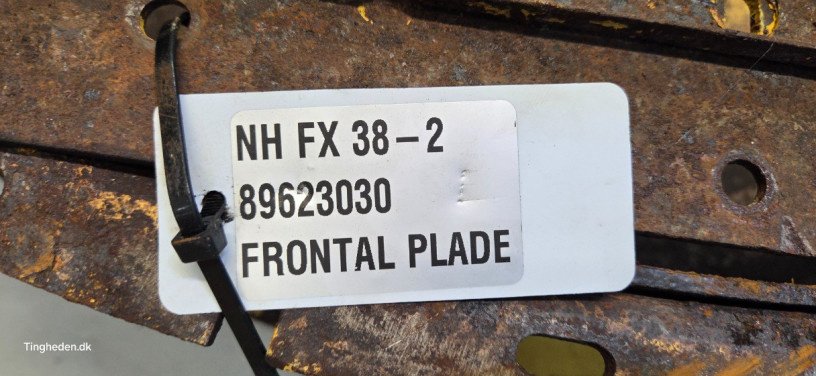 NH FX 38-2
89623030
FRONTAL PLADE
Tingheden.dk